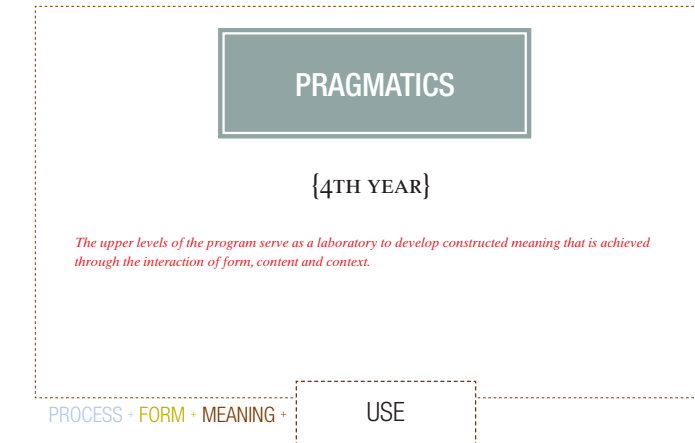 PRAGMATICS
{4TH YEAR}
The upper levels of the program serve as a laboratory to develop constructed meaning that is achieved
through the interaction of form, content and context.
PROCESS + FORM + MEANING + USE